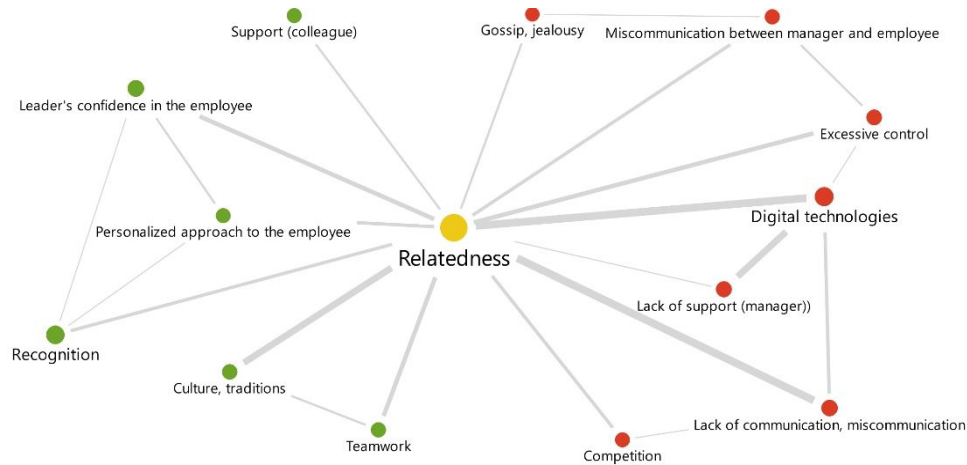 Support (colleague)
Gossip, jealousy
Miscommunication between manager and employee
Leader's confidence in the employee
Excessive control
Digital technologies
Personalized approach to the employee
Relatedness
Lack of support (manager))
Recognition
Culture, traditions
Lack of communication, miscommunication
Teamwork
Competition